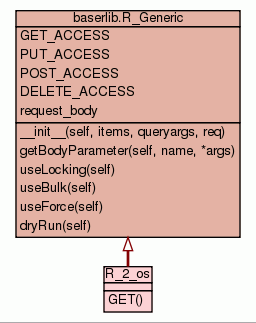 baserlib.R_Generic
GET_ACCESS
PUT_ACCESS
POST_ACCESS
DELETE_ACCESS
request_body
__init__(self, items, queryargs, req)
getBodyParameter(self, name, *args)
useLocking(self)
useBulk(self)
useForce(self)
dryRun(self)
R_2_os
GET()